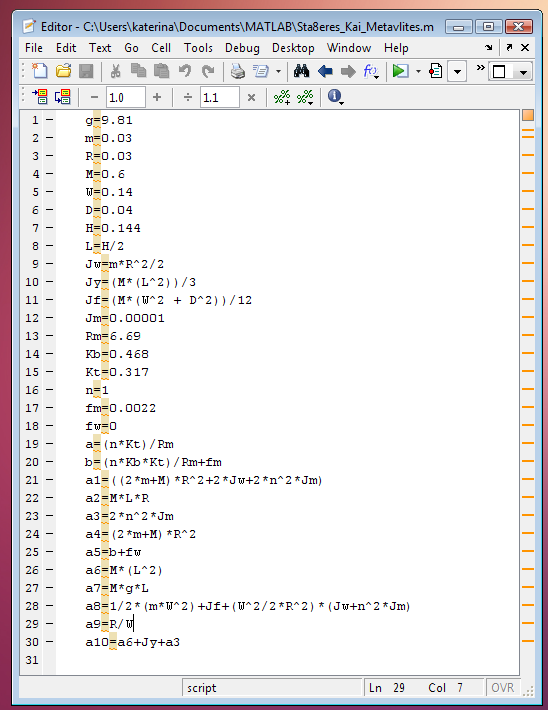 Editor - C:\Users\katerina\Documents\MATLAB\Sta8eres_Kai_Metavlites.m
File Edit Text Go Cell Tools Debug Desktop Window Help
1.0
1.1
1 g=9.81
2 m=0.03
3 R=0.03
4 M=0.6
5 W=0.14
6 D=0.04
7 H=0.144
8 L=H/2
9 Jw=m*R^2/2
10 Jy=(M*(L^2))/3
11 Jf=(M*(W^2 + D^2))/12
12 Jm=0.00001
13 Rm=6.69
14 Kb=0.468
15 Kt=0.317
16 n=1
17 fm=0.0022
18 fw=0
19 a=(n*Kt)/Rm
20 b=(n*Kb*Kt)/Rm+fm
21 a1=((2*m+M)*R^2+2*Jw+2*n^2*Jm)
22 a2=M*L*R
23 a3=2*n^2*Jm
24 a4=(2*m+M)*R^2
25 a5=b+fw
26 a6=M*(L^2)
27 a7=M*g*L
28 a8=1/2*(m*W^2)+Jf+(W^2/2*R^2)*(Jw+n^2*Jm)
29 a9=R/W
30 a10=a6+Jy+a3
31
script Ln 29 Col 7 OVR